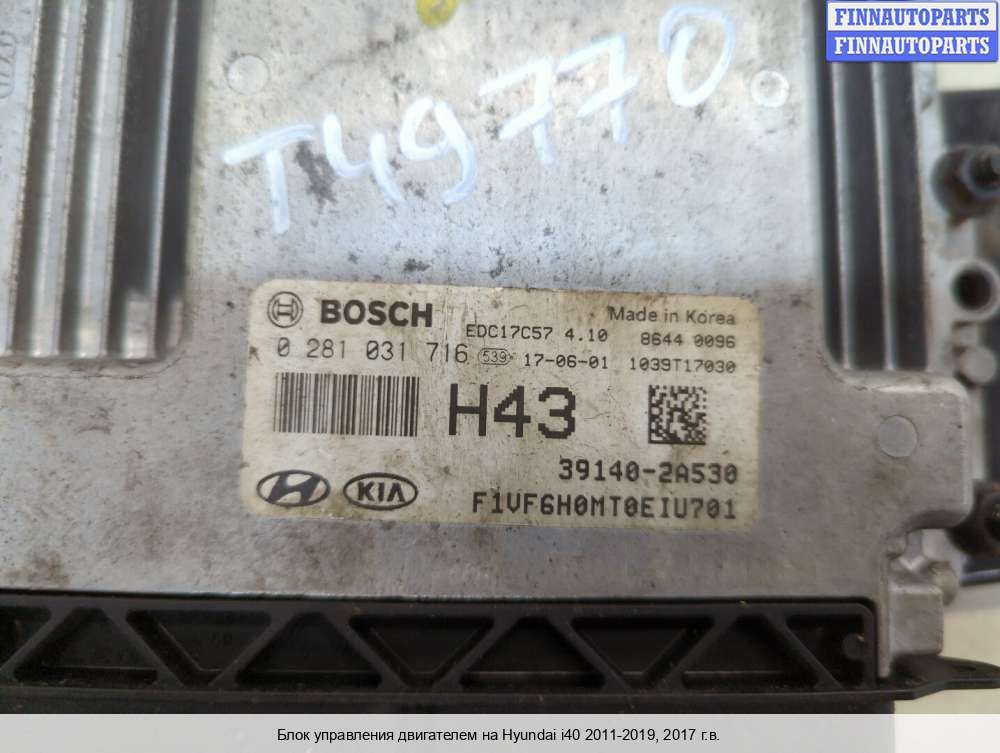 FINNAUTOPARTS
FINNAUTOPARTS
T49770
BOSCH
EDC17C57 4.10
Made in Korea
8644 0096
0 281 031 716 539 17-06-01 1039T17030
H43
39140-2A530
KIA
F1VF6H0MT0EIU701
Блок управления двигателем на Hyundai i40 2011-2019, 2017 г.в.